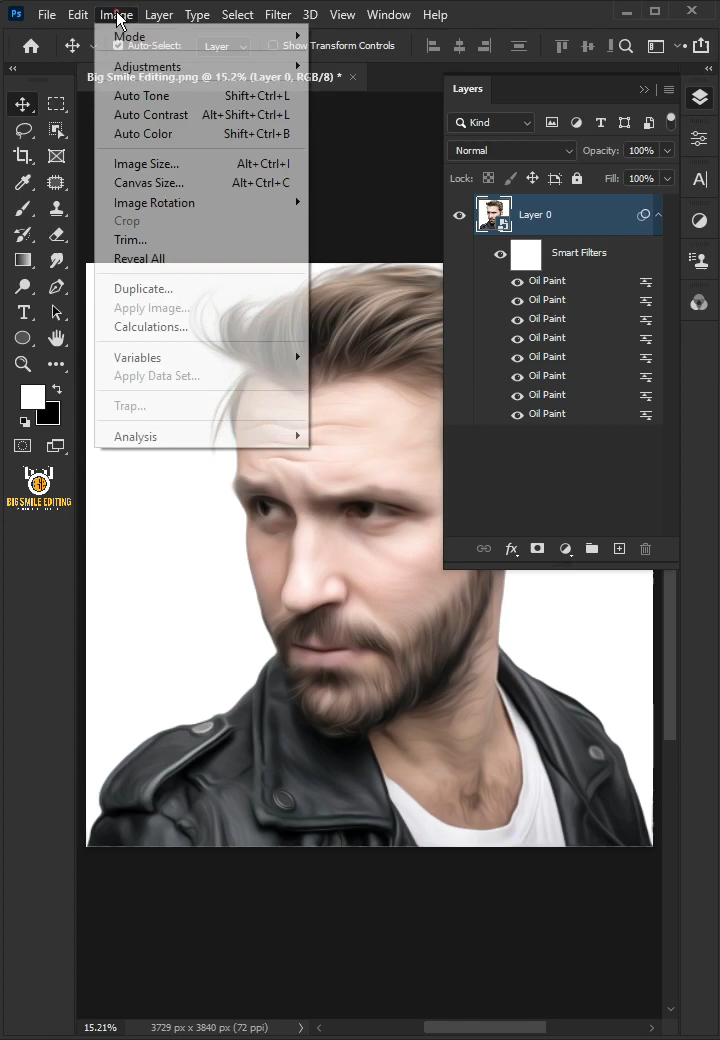 Ps File Edit Image Layer Type Select Filter 3D View Window Help
Auto-Select: Layer Show Transform Controls
Big Smile Editing.png @ 15.2% (Layer 0, RGB/8) *
Mode
Adjustments
Auto Tone Shift+Ctrl+L
Auto Contrast Alt+Shift+Ctrl+L
Auto Color Shift+Ctrl+B
Image Size... Alt+Ctrl+I
Canvas Size... Alt+Ctrl+C
Image Rotation
Crop
Trim...
Reveal All
Duplicate...
Apply Image...
Calculations...
Variables
Apply Data Set...
Trap...
Analysis
Layers
Kind
Normal Opacity: 100%
Lock: Fill: 100%
Layer 0
Smart Filters
Oil Paint
Oil Paint
Oil Paint
Oil Paint
Oil Paint
Oil Paint
Oil Paint
Oil Paint
fx
BIG SMILE EDITING
15.21% 3729 px x 3840 px (72 ppi)